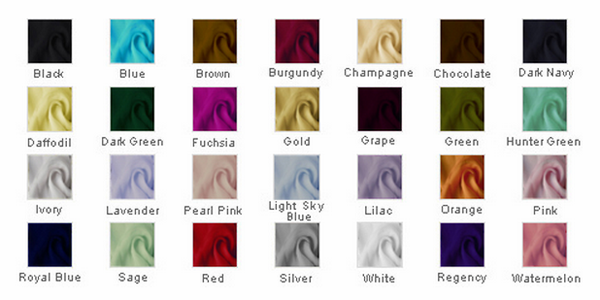 Black Blue Brown Burgundy Champagne Chocolate Dark Navy
Daffodil Dark Green Fuchsia Gold Grape Green Hunter Green
Ivory Lavender Pearl Pink Light Sky Blue Lilac Orange Pink
Royal Blue Sage Red Silver White Regency Watermelon